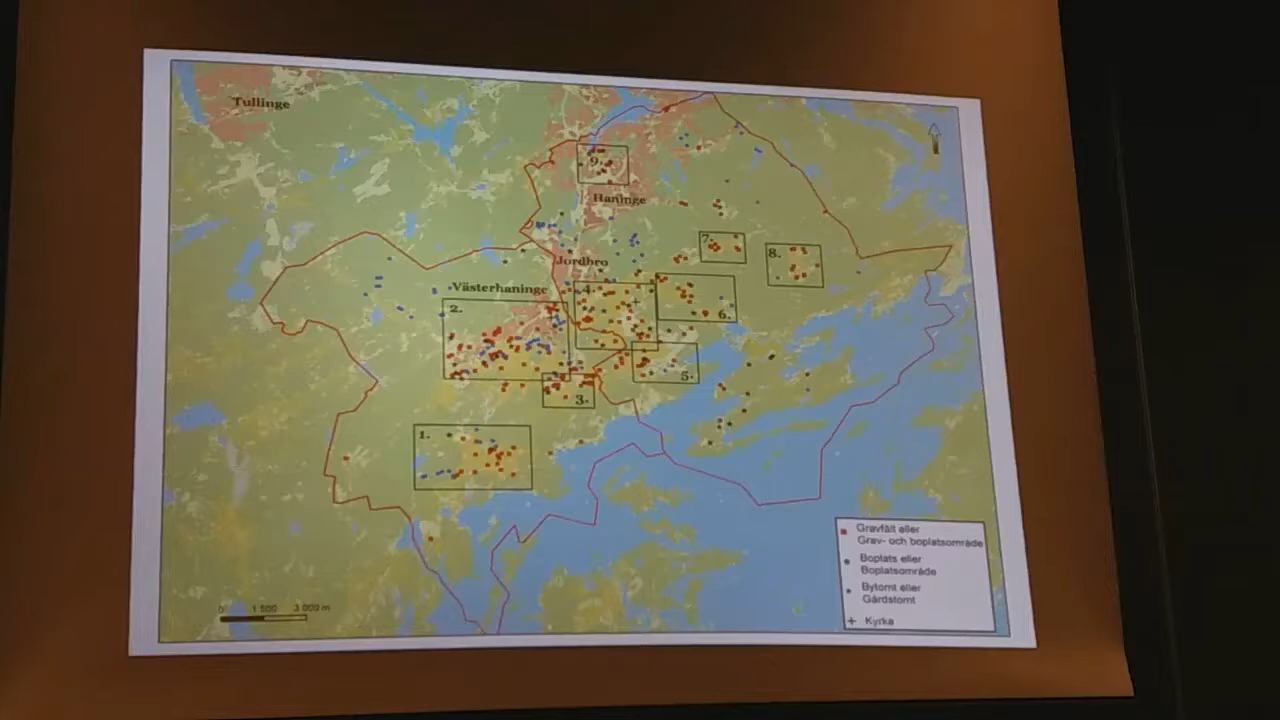 Tullinge
9.
Haninge
7.
8.
Jordbro
Västerhaninge
4.
2.
6.
5.
3.
1.
Gravfält eller
Grav- och boplatsområde
Boplats eller
Boplatsområde
Bytomt eller
Gårdstomt
Kyrka
0 1 500 3 000 m